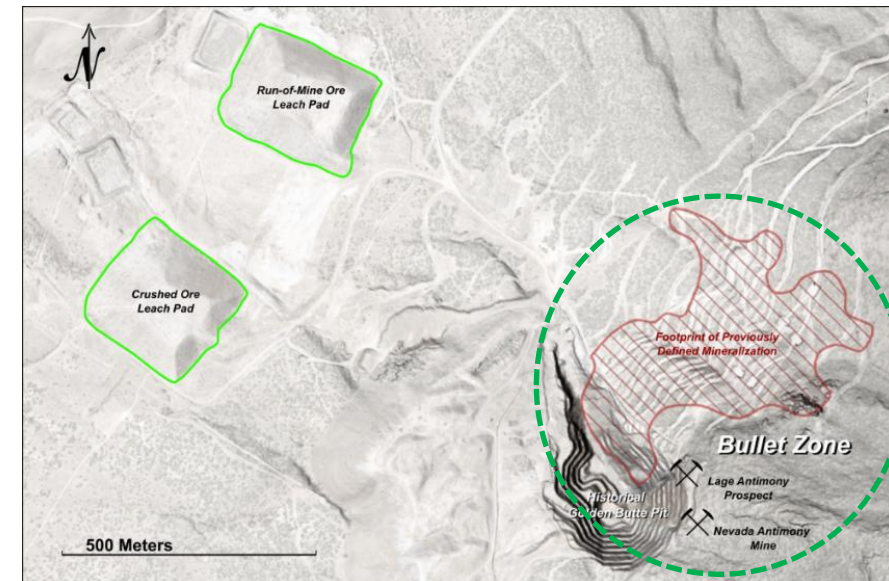 N
Run-of-Mine Ore
Leach Pad
Crushed Ore
Leach Pad
Footprint of Previously
Defined Mineralization
Bullet Zone
Lage Antimony
Prospect
Historical
Golden Butte Pit
Nevada Antimony
Mine
500 Meters